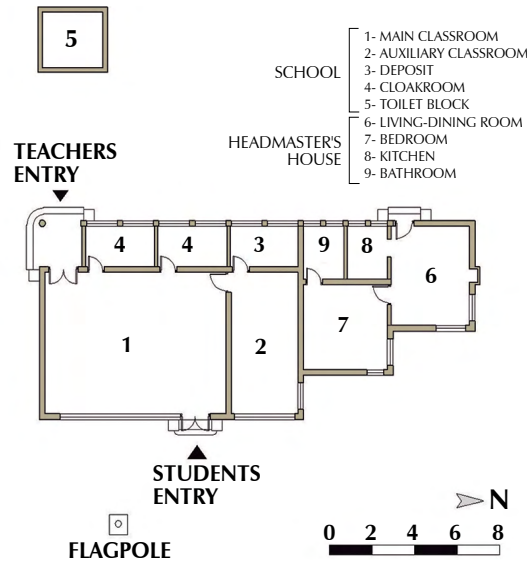 5
SCHOOL
1- MAIN CLASSROOM
2- AUXILIARY CLASSROOM
3- DEPOSIT
4- CLOAKROOM
5- TOILET BLOCK
HEADMASTER'S
HOUSE
6- LIVING-DINING ROOM
7- BEDROOM
8- KITCHEN
9- BATHROOM
TEACHERS
ENTRY
4
4
3
9
8
6
1
2
7
STUDENTS
ENTRY
FLAGPOLE
N
0 2 4 6 8